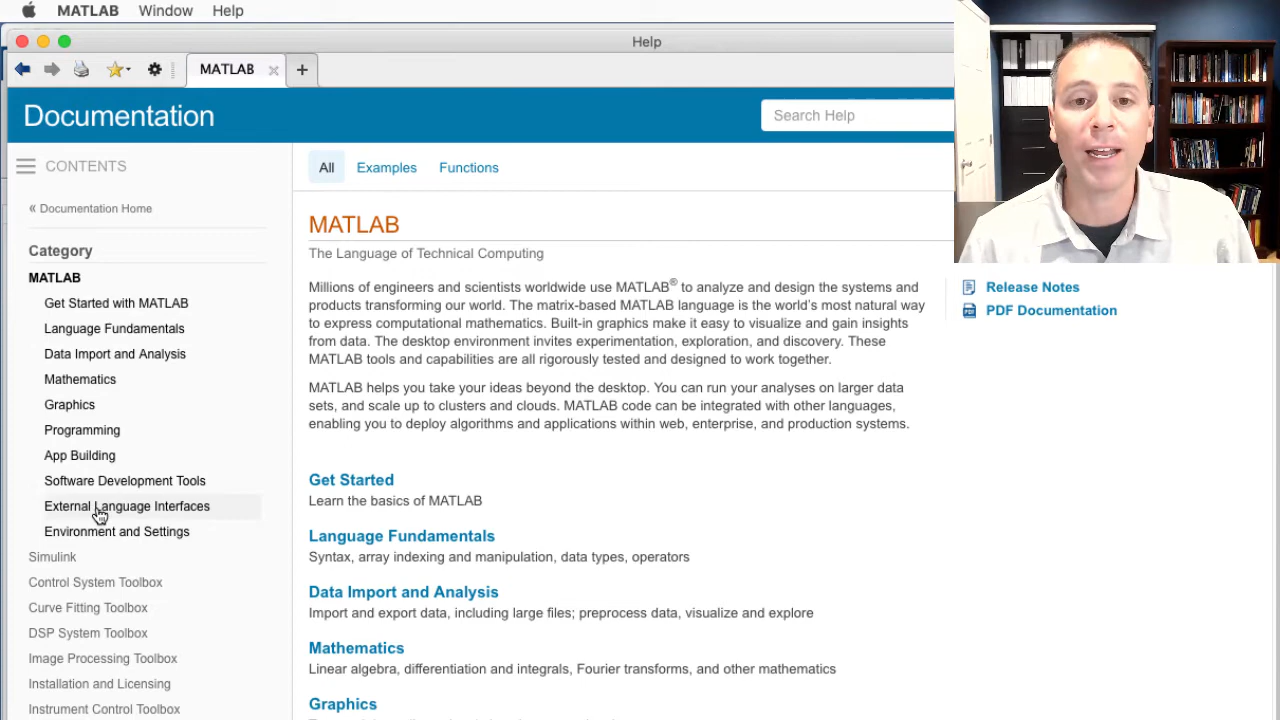 MATLAB Window Help
Help
MATLAB
Documentation
Search Help
CONTENTS
All Examples Functions
« Documentation Home
Category
MATLAB
Get Started with MATLAB
Language Fundamentals
Data Import and Analysis
Mathematics
Graphics
Programming
App Building
Software Development Tools
External Language Interfaces
Environment and Settings
Simulink
Control System Toolbox
Curve Fitting Toolbox
DSP System Toolbox
Image Processing Toolbox
Installation and Licensing
Instrument Control Toolbox
MATLAB
The Language of Technical Computing
Millions of engineers and scientists worldwide use MATLAB® to analyze and design the systems and
products transforming our world. The matrix-based MATLAB language is the world's most natural way
to express computational mathematics. Built-in graphics make it easy to visualize and gain insights
from data. The desktop environment invites experimentation, exploration, and discovery. These
MATLAB tools and capabilities are all rigorously tested and designed to work together.
MATLAB helps you take your ideas beyond the desktop. You can run your analyses on larger data
sets, and scale up to clusters and clouds. MATLAB code can be integrated with other languages,
enabling you to deploy algorithms and applications within web, enterprise, and production systems.
Get Started
Learn the basics of MATLAB
Language Fundamentals
Syntax, array indexing and manipulation, data types, operators
Data Import and Analysis
Import and export data, including large files; preprocess data, visualize and explore
Mathematics
Linear algebra, differentiation and integrals, Fourier transforms, and other mathematics
Graphics
Release Notes
PDF Documentation